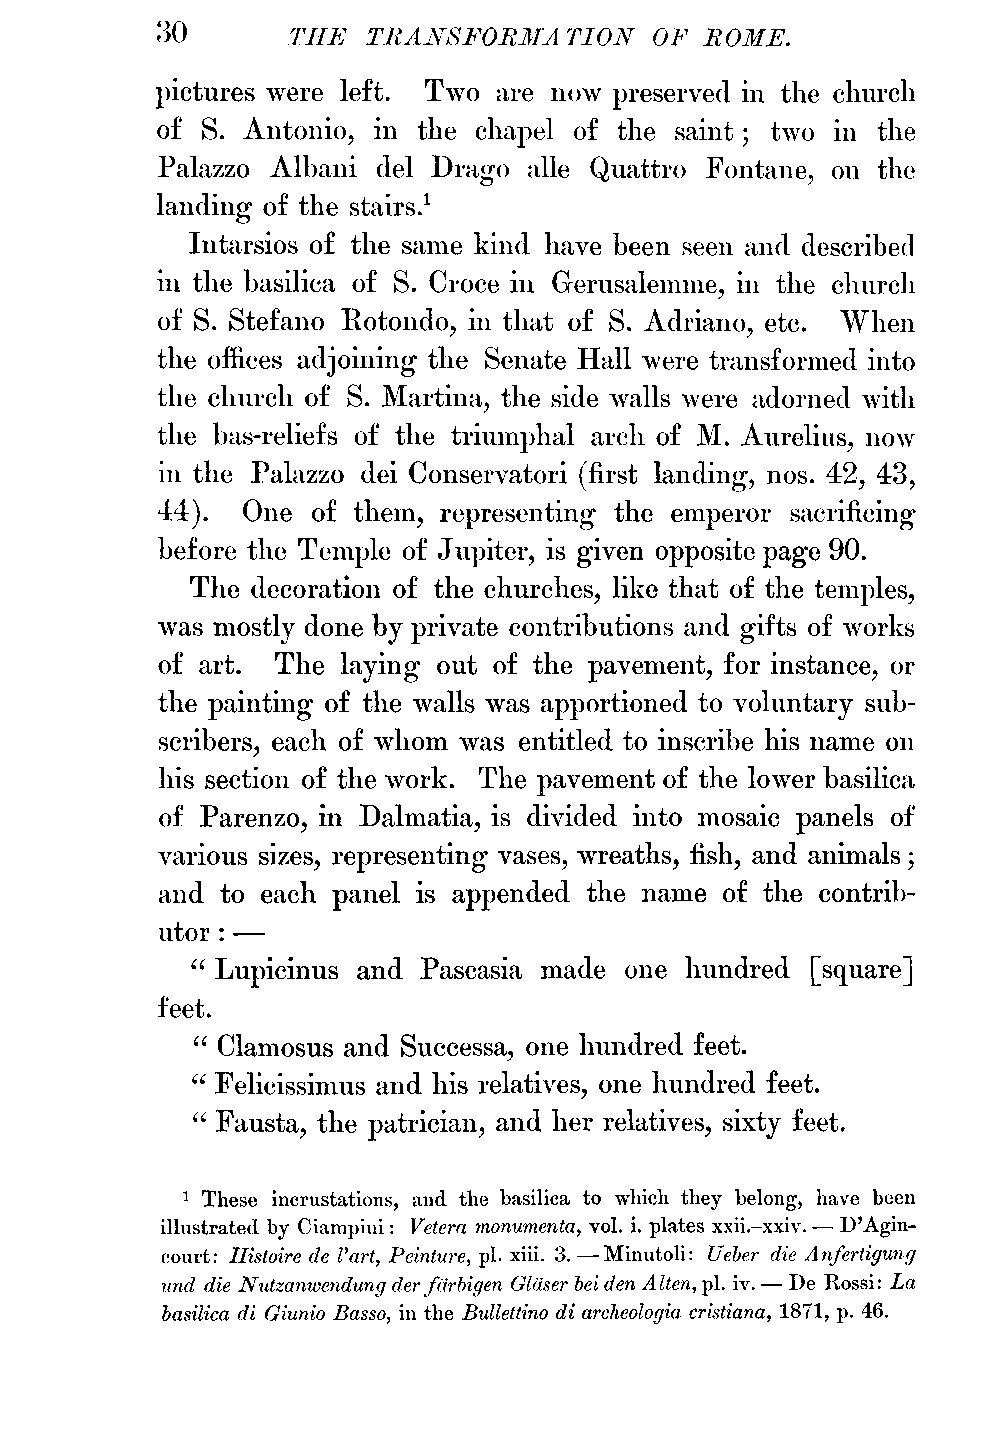 30 THE TRANSFORMATION OF ROME.
pictures were left. Two are now preserved in the church
of S. Antonio, in the chapel of the saint; two in the
Palazzo Albani del Drago alle Quattro Fontane, on the
landing of the stairs.¹
Intarsios of the same kind have been seen and described
in the basilica of S. Croce in Gerusalemme, in the church
of S. Stefano Rotondo, in that of S. Adriano, etc. When
the offices adjoining the Senate Hall were transformed into
the church of S. Martina, the side walls were adorned with
the bas-reliefs of the triumphal arch of M. Aurelius, now
in the Palazzo dei Conservatori (first landing, nos. 42, 43,
44). One of them, representing the emperor sacrificing
before the Temple of Jupiter, is given opposite page 90.
The decoration of the churches, like that of the temples,
was mostly done by private contributions and gifts of works
of art. The laying out of the pavement, for instance, or
the painting of the walls was apportioned to voluntary sub-
scribers, each of whom was entitled to inscribe his name on
his section of the work. The pavement of the lower basilica
of Parenzo, in Dalmatia, is divided into mosaic panels of
various sizes, representing vases, wreaths, fish, and animals;
and to each panel is appended the name of the contrib-
utor: —
“Lupicinus and Pascasia made one hundred [square]
feet.
“Clamosus and Successa, one hundred feet.
“Felicissimus and his relatives, one hundred feet.
“Fausta, the patrician, and her relatives, sixty feet.
¹ These incrustations, and the basilica to which they belong, have been
illustrated by Ciampini: Vetera monumenta, vol. i. plates xxii.–xxiv. — D’Agin-
court: Histoire de l’art, Peinture, pl. xiii. 3. — Minutoli: Ueber die Anfertigung
und die Nutzanwendung der färbigen Gläser bei den Alten, pl. iv. — De Rossi: La
basilica di Giunio Basso, in the Bullettino di archeologia cristiana, 1871, p. 46.